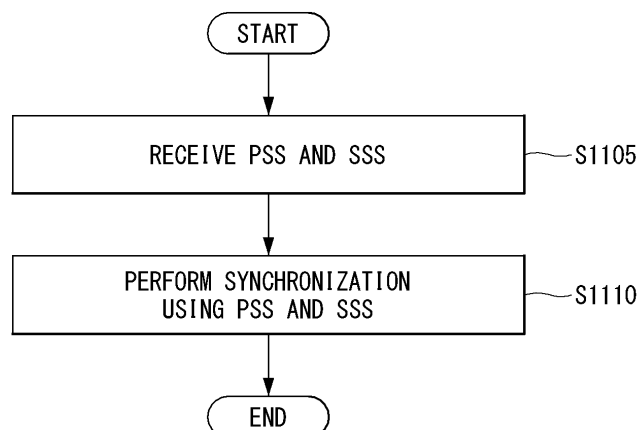 START
RECEIVE PSS AND SSS
S1105
PERFORM SYNCHRONIZATION
USING PSS AND SSS
S1110
END